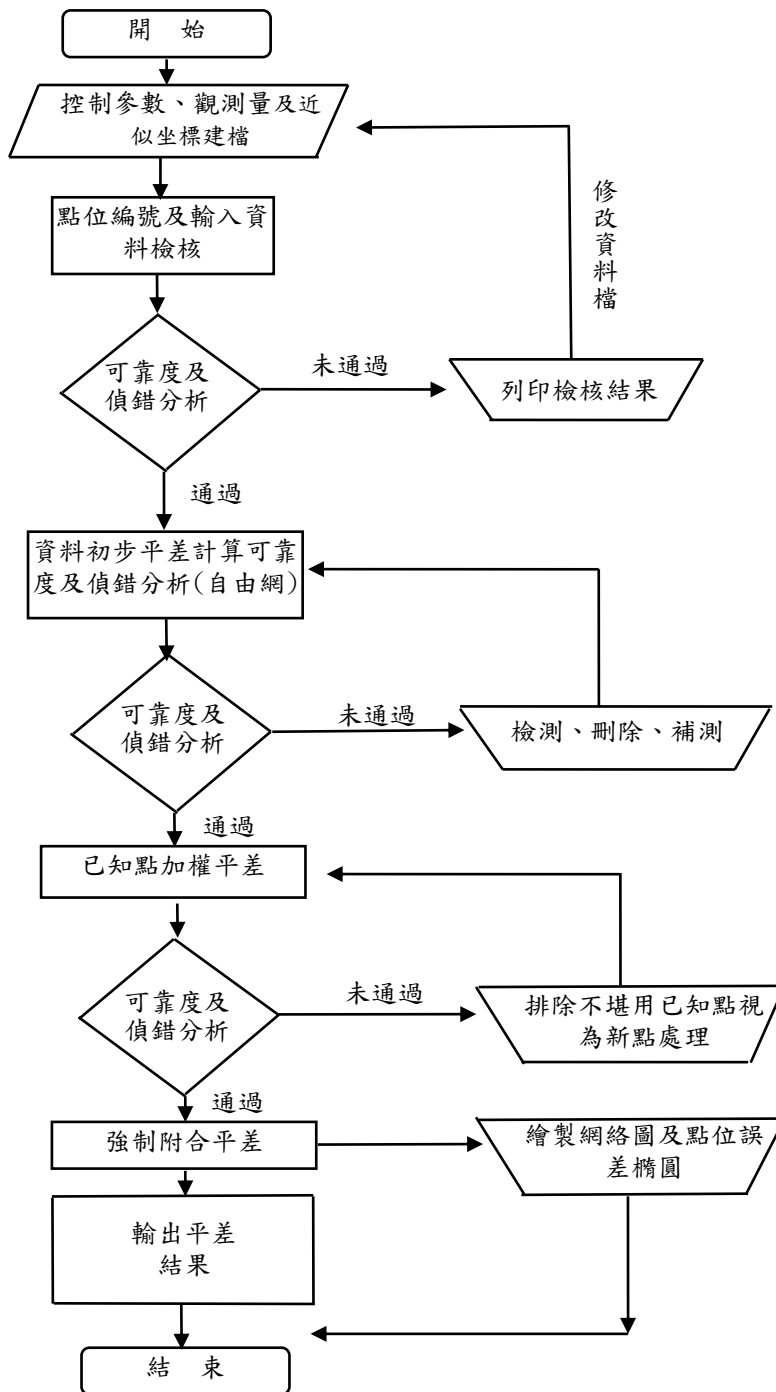 開 始
控制參數、觀測量及近
似坐標建檔
點位編號及輸入資
料檢核
修改資料檔
可靠度及
偵錯分析
未通過
列印檢核結果
通過
資料初步平差計算可靠
度及偵錯分析(自由網)
可靠度及
偵錯分析
未通過
檢測、刪除、補測
通過
已知點加權平差
可靠度及
偵錯分析
未通過
排除不堪用已知點視
為新點處理
通過
強制附合平差
繪製網絡圖及點位誤
差橢圓
輸出平差
結果
結 束